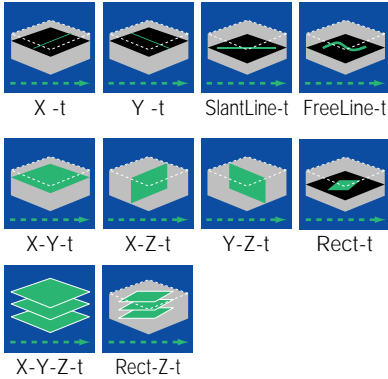 X -t Y -t SlantLine-t FreeLine-t
X-Y-t X-Z-t Y-Z-t Rect-t
X-Y-Z-t Rect-Z-t